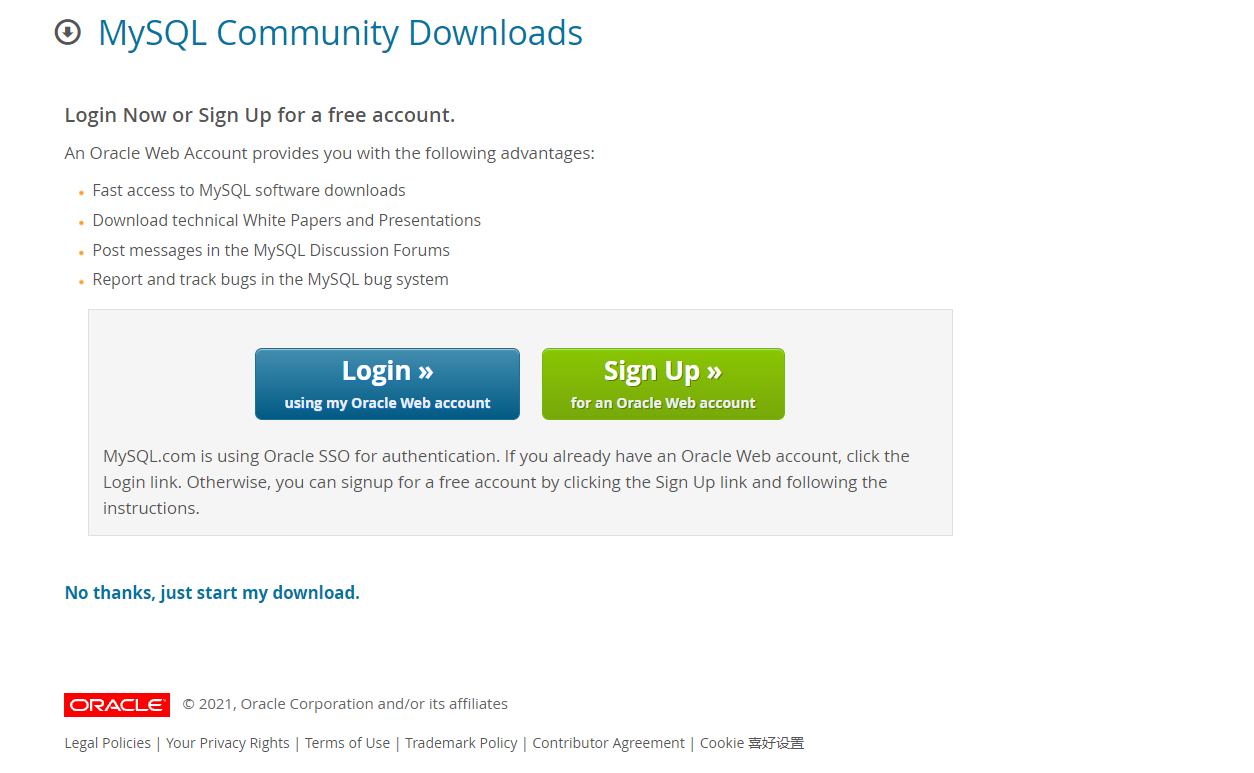 MySQL Community Downloads
Login Now or Sign Up for a free account.
An Oracle Web Account provides you with the following advantages:
Fast access to MySQL software downloads
Download technical White Papers and Presentations
Post messages in the MySQL Discussion Forums
Report and track bugs in the MySQL bug system
Login »
using my Oracle Web account
Sign Up »
for an Oracle Web account
MySQL.com is using Oracle SSO for authentication. If you already have an Oracle Web account, click the
Login link. Otherwise, you can signup for a free account by clicking the Sign Up link and following the
instructions.
No thanks, just start my download.
ORACLE © 2021, Oracle Corporation and/or its affiliates
Legal Policies | Your Privacy Rights | Terms of Use | Trademark Policy | Contributor Agreement | Cookie 喜好设置